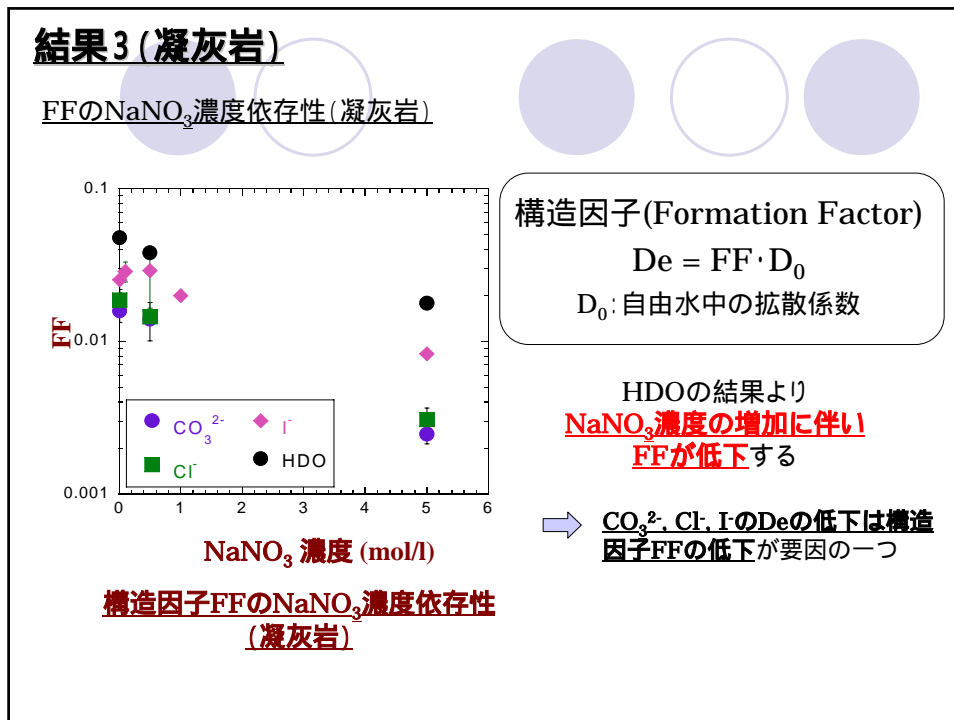 結果3(凝灰岩)
FFのNaNO₃濃度依存性(凝灰岩)
0.1
0.01
0.001
FF
CO₃²⁻
I⁻
Cl⁻
HDO
0 1 2 3 4 5 6
NaNO₃ 濃度 (mol/l)
構造因子FFのNaNO₃濃度依存性
(凝灰岩)
構造因子(Formation Factor)
De = FF·D₀
D₀:自由水中の拡散係数
HDOの結果より
NaNO₃濃度の増加に伴い
FFが低下する
CO₃²⁻, Cl⁻, I⁻のDeの低下は構造
因子FFの低下が要因の一つ